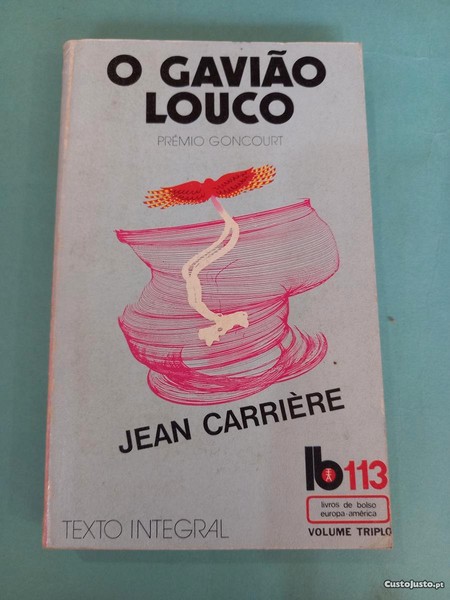 O GAVIÃO
LOUCO
PRÉMIO GONCOURT
JEAN CARRIÈRE
lb 113
livros de bolso
europa-américa
VOLUME TRIPLO
TEXTO INTEGRAL
CustoJusto.pt